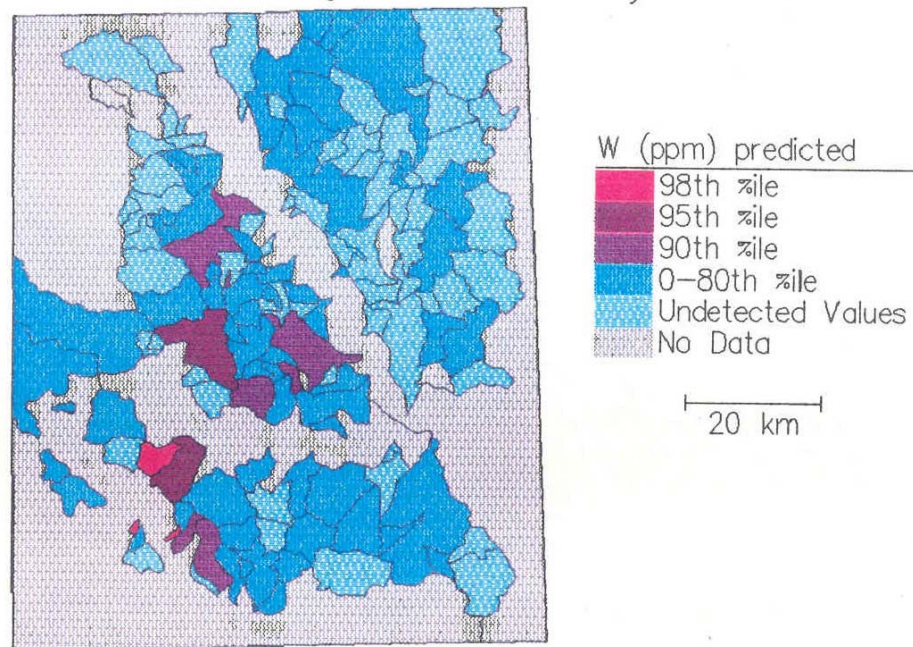 W (ppm) predicted
98th %ile
95th %ile
90th %ile
0–80th %ile
Undetected Values
No Data
20 km